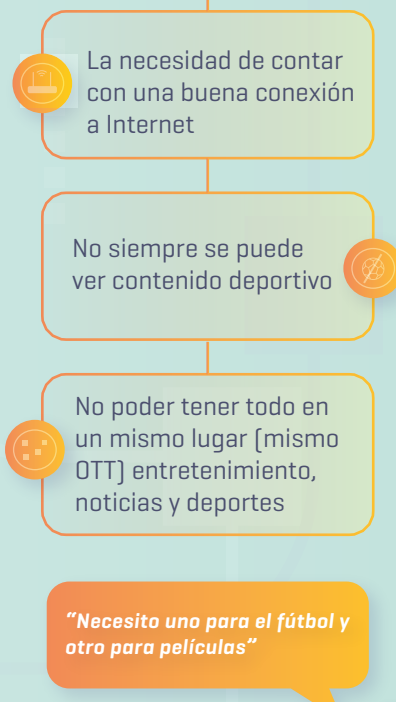 La necesidad de contar
con una buena conexión
a Internet
No siempre se puede
ver contenido deportivo
No poder tener todo en
un mismo lugar (mismo
OTT) entretenimiento,
noticias y deportes
"Necesito uno para el fútbol y
otro para películas"